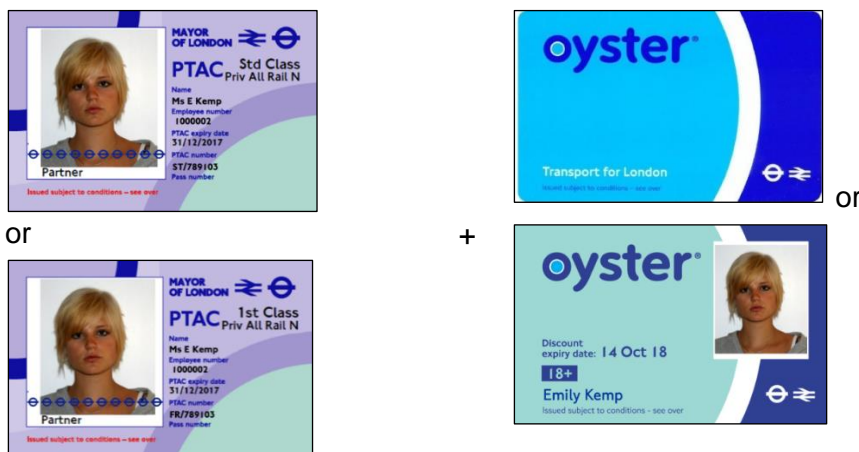 MAYOR
OF LONDON
PTAC Std Class
Priv All Rail N
Name
Ms E Kemp
Employee number
1000002
PTAC expiry date
31/12/2017
PTAC number
ST/789103
Pass number
Partner
Issued subject to conditions – see over
or
MAYOR
OF LONDON
PTAC 1st Class
Priv All Rail N
Name
Ms E Kemp
Employee number
1000002
PTAC expiry date
31/12/2017
PTAC number
FR/789103
Pass number
Partner
Issued subject to conditions – see over
+
oyster®
Transport for London
Issued subject to conditions - see over
or
oyster®
Discount
expiry date: 14 Oct 18
18+
Emily Kemp
Issued subject to conditions - see over